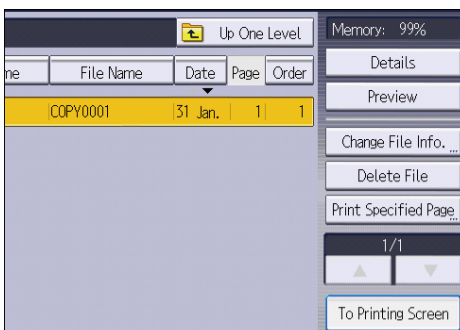 Up One Level
Memory: 99%
me File Name Date Page Order
Details
COPY0001 31 Jan. 1 1
Preview
Change File Info.
Delete File
Print Specified Page
1/1
To Printing Screen